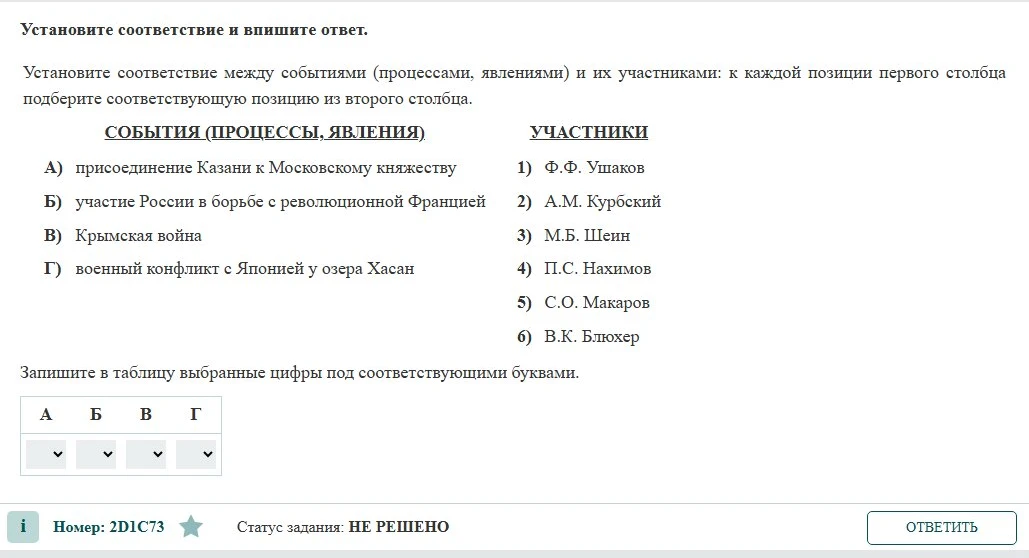 Установите соответствие и впишите ответ.
Установите соответствие между событиями (процессами, явлениями) и их участниками: к каждой позиции первого столбца
подберите соответствующую позицию из второго столбца.
СОБЫТИЯ (ПРОЦЕССЫ, ЯВЛЕНИЯ) УЧАСТНИКИ
А) присоединение Казани к Московскому княжеству 1) Ф.Ф. Ушаков
Б) участие России в борьбе с революционной Францией 2) А.М. Курбский
В) Крымская война 3) М.Б. Шеин
Г) военный конфликт с Японией у озера Хасан 4) П.С. Нахимов
5) С.О. Макаров
6) В.К. Блюхер
Запишите в таблицу выбранные цифры под соответствующими буквами.
А Б В Г
i Номер: 2D1C73 Статус задания: НЕ РЕШЕНО ОТВЕТИТЬ